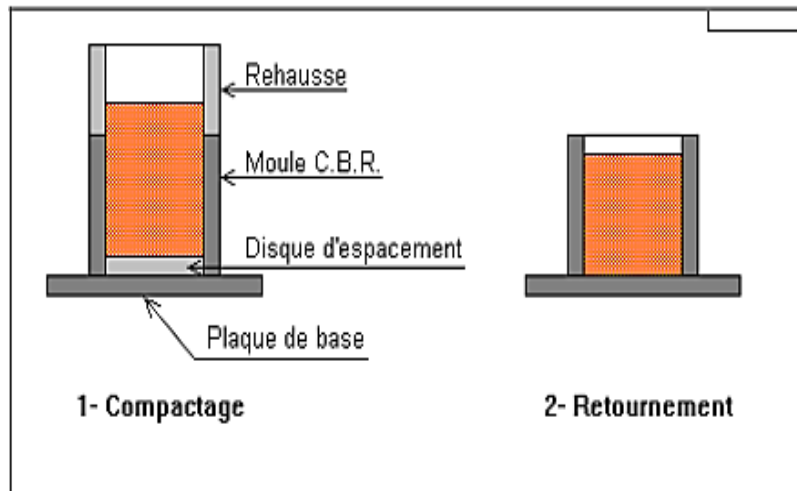 Rehausse
Moule C.B.R.
Disque d'espacement
Plaque de base
1- Compactage
2- Retournement